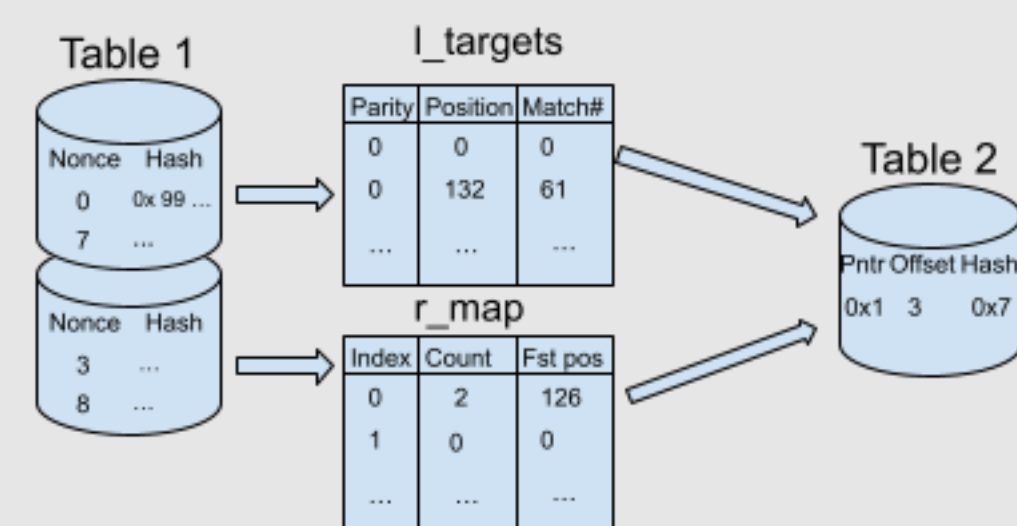 Table 1
Nonce Hash
0 0x 99 ...
7 ...
Nonce Hash
3 ...
8 ...
l_targets
Parity Position Match#
0 0 0
0 132 61
... ... ...
r_map
Index Count Fst pos
0 2 126
1 0 0
... ... ...
Table 2
Pntr Offset Hash
0x1 3 0x7